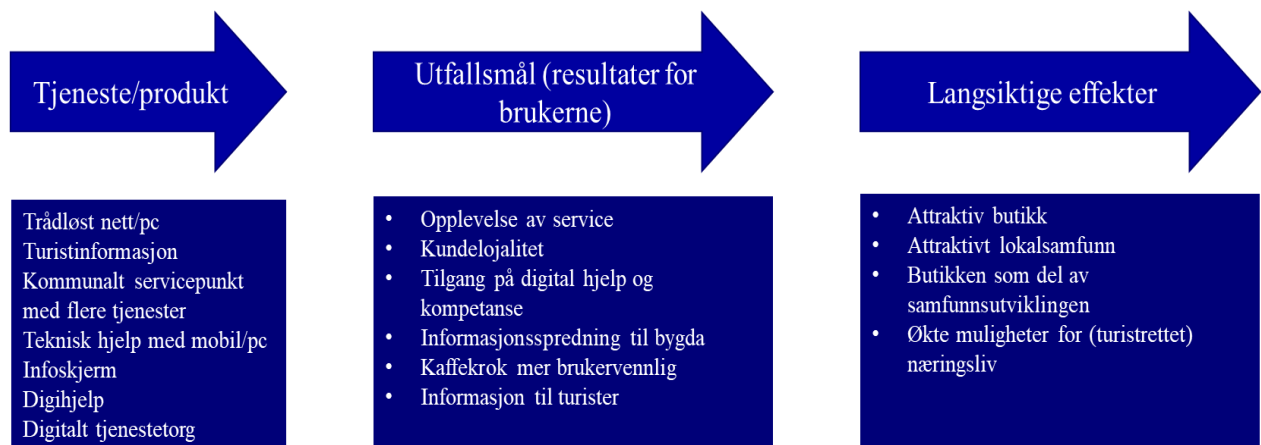 Tjeneste/produkt
Utfallsmål (resultater for
brukerne)
Langsiktige effekter
Trådløst nett/pc
Turistinformasjon
Kommunalt servicepunkt
med flere tjenester
Teknisk hjelp med mobil/pc
Infoskjerm
Digihjelp
Digitalt tjenestetorg
• Opplevelse av service
• Kundelojalitet
• Tilgang på digital hjelp og
kompetanse
• Informasjonsspredning til bygda
• Kaffekrok mer brukervennlig
• Informasjon til turister
• Attraktiv butikk
• Attraktivt lokalsamfunn
• Butikken som del av
samfunnsutviklingen
• Økte muligheter for (turistrettet)
næringsliv